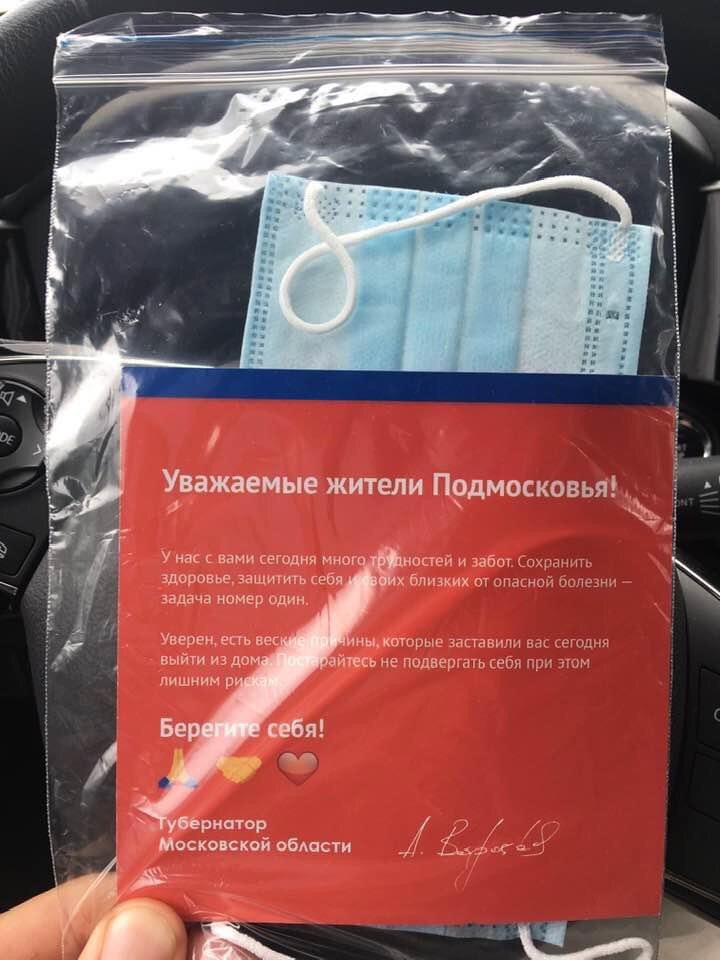 Уважаемые жители Подмосковья!
У нас с вами сегодня много трудностей и забот. Сохранить
здоровье, защитить себя и своих близких от опасной болезни —
задача номер один.
Уверен, есть веские причины, которые заставили вас сегодня
выйти из дома. Постарайтесь не подвергать себя при этом
лишним рискам.
Берегите себя!
Губернатор
Московской области
А. Воробьёв